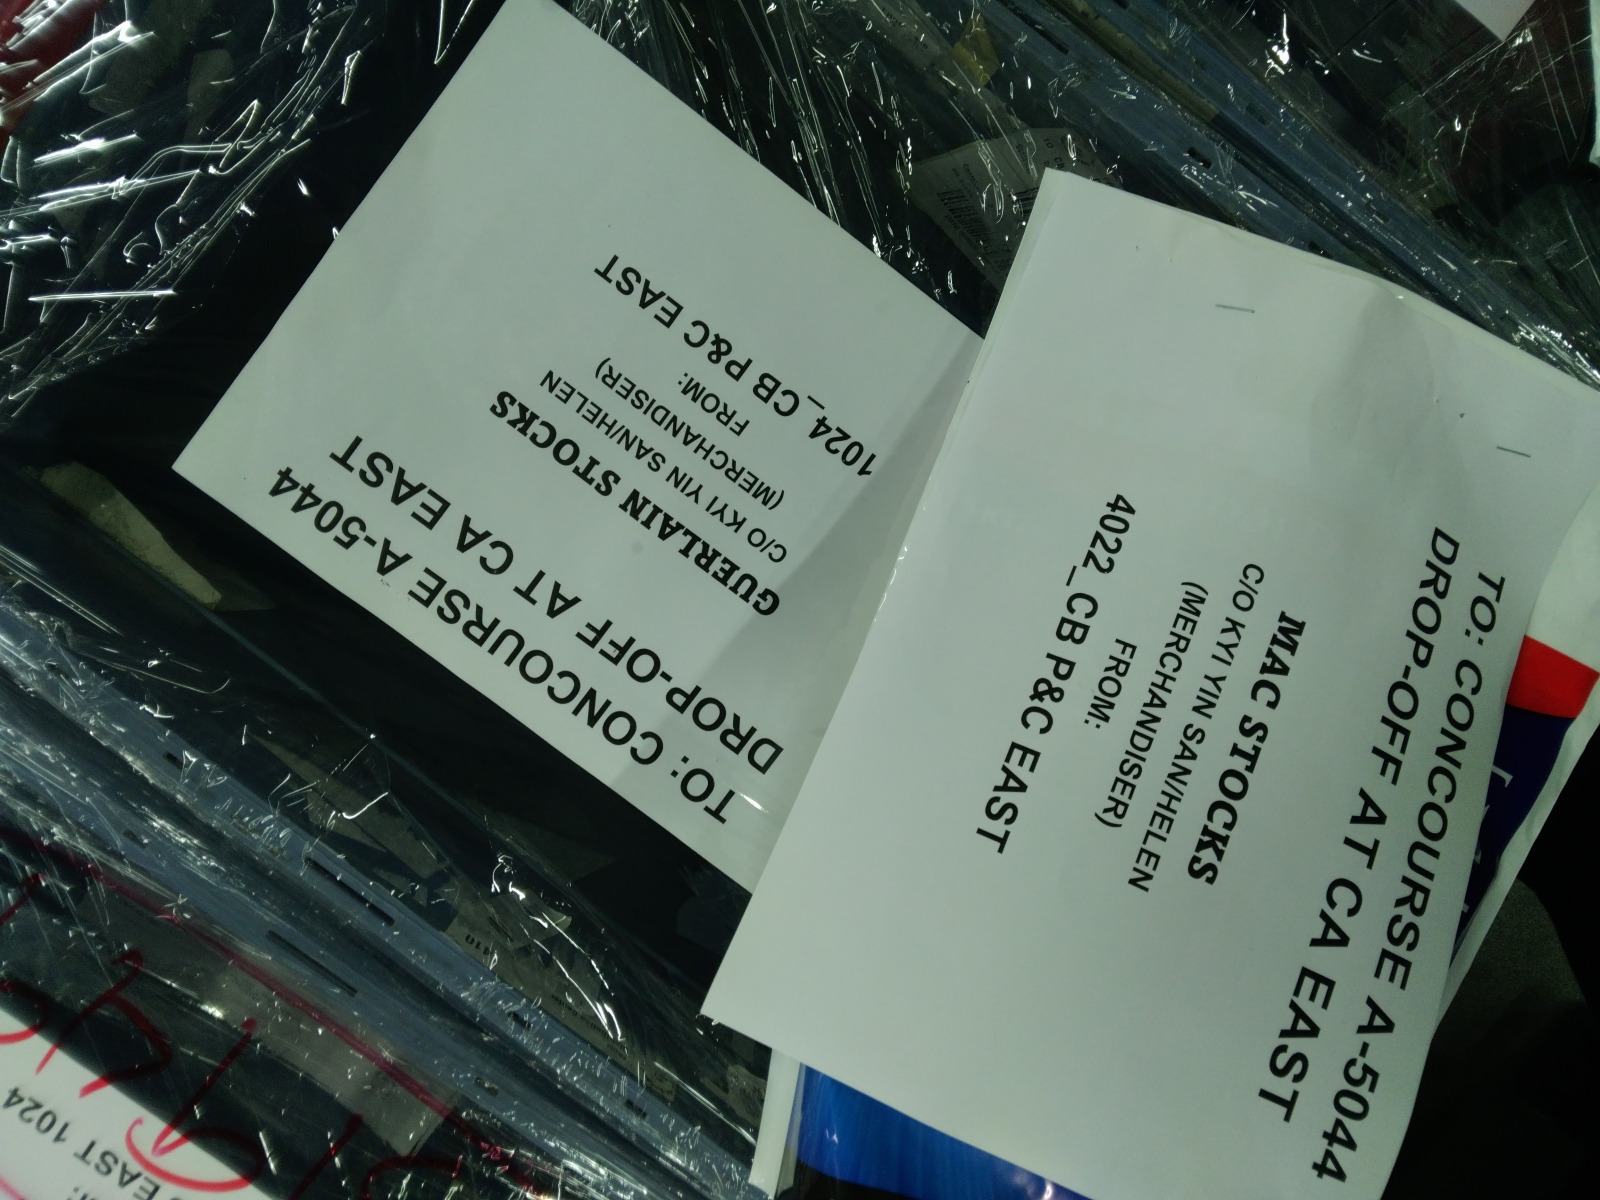 TO: CONCOURSE A-5044
DROP-OFF AT CA EAST
GUERLAIN STOCKS
C/O KYI YIN SAN/HELEN
(MERCHANDISER)
FROM:
1024_CB P&C EAST
TO: CONCOURSE A-5044
DROP-OFF AT CA EAST
MAC STOCKS
C/O KYI YIN SAN/HELEN
(MERCHANDISER)
FROM:
4022_CB P&C EAST
EAST 1024